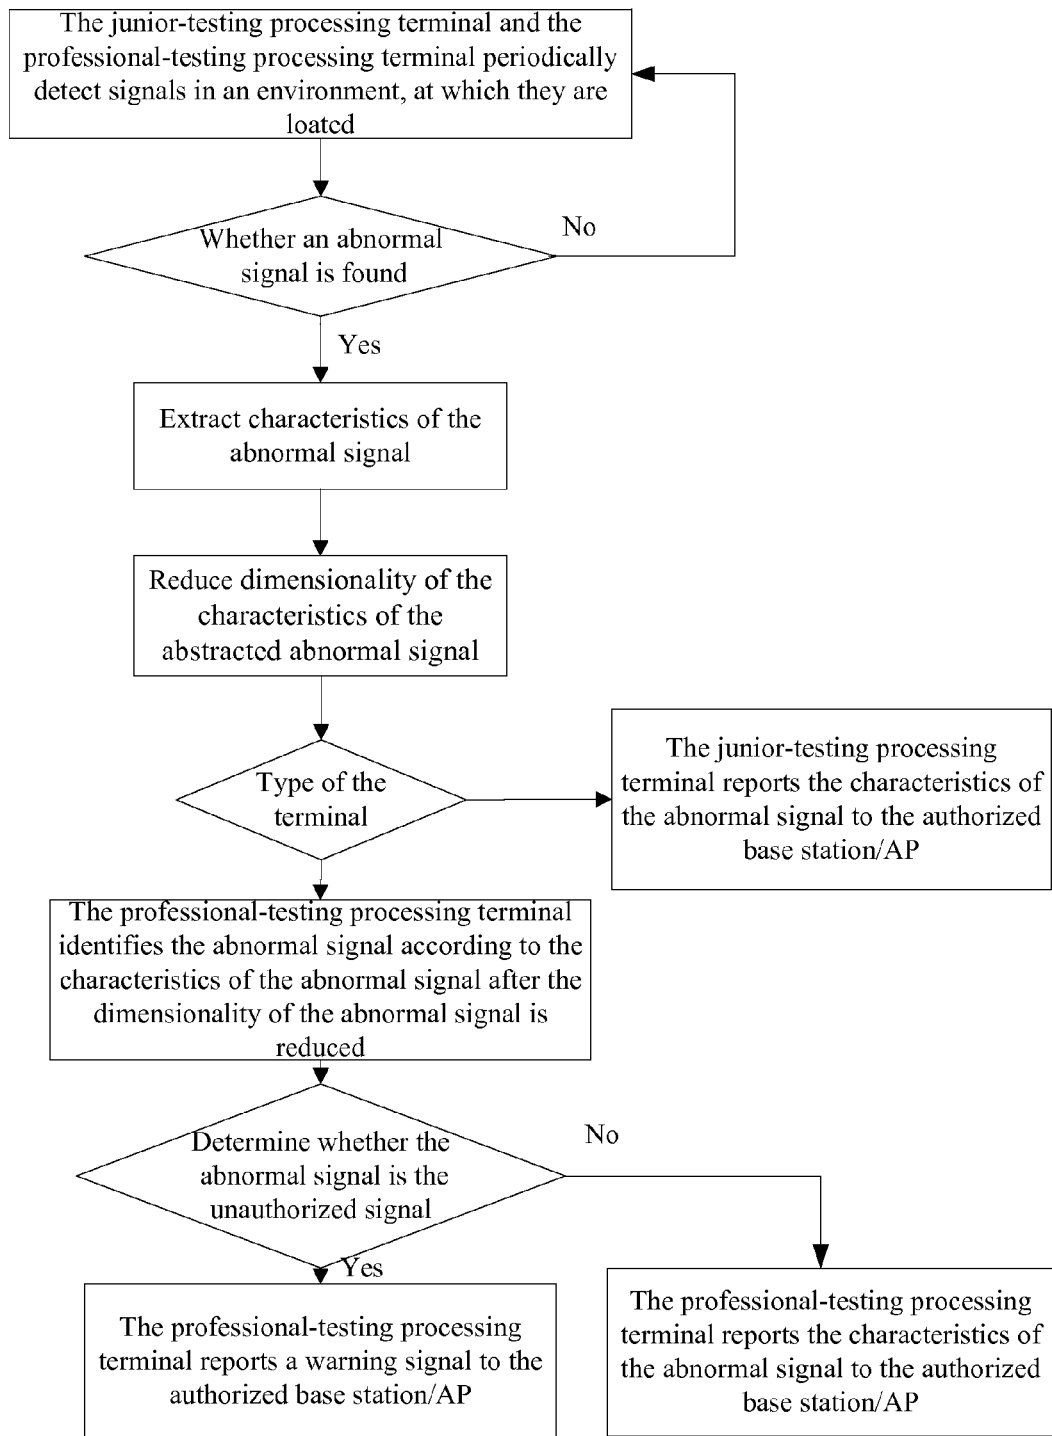 The junior-testing processing terminal and the
professional-testing processing terminal periodically
detect signals in an environment, at which they are
loated
No
Whether an abnormal
signal is found
Yes
Extract characteristics of the
abnormal signal
Reduce dimensionality of the
characteristics of the
abstracted abnormal signal
Type of the
terminal
The junior-testing processing
terminal reports the characteristics of
the abnormal signal to the authorized
base station/AP
The professional-testing processing terminal
identifies the abnormal signal according to the
characteristics of the abnormal signal after the
dimensionality of the abnormal signal is
reduced
Determine whether the
abnormal signal is the
unauthorized signal
No
Yes
The professional-testing processing
terminal reports a warning signal to the
authorized base station/AP
The professional-testing processing
terminal reports the characteristics of
the abnormal signal to the authorized
base station/AP